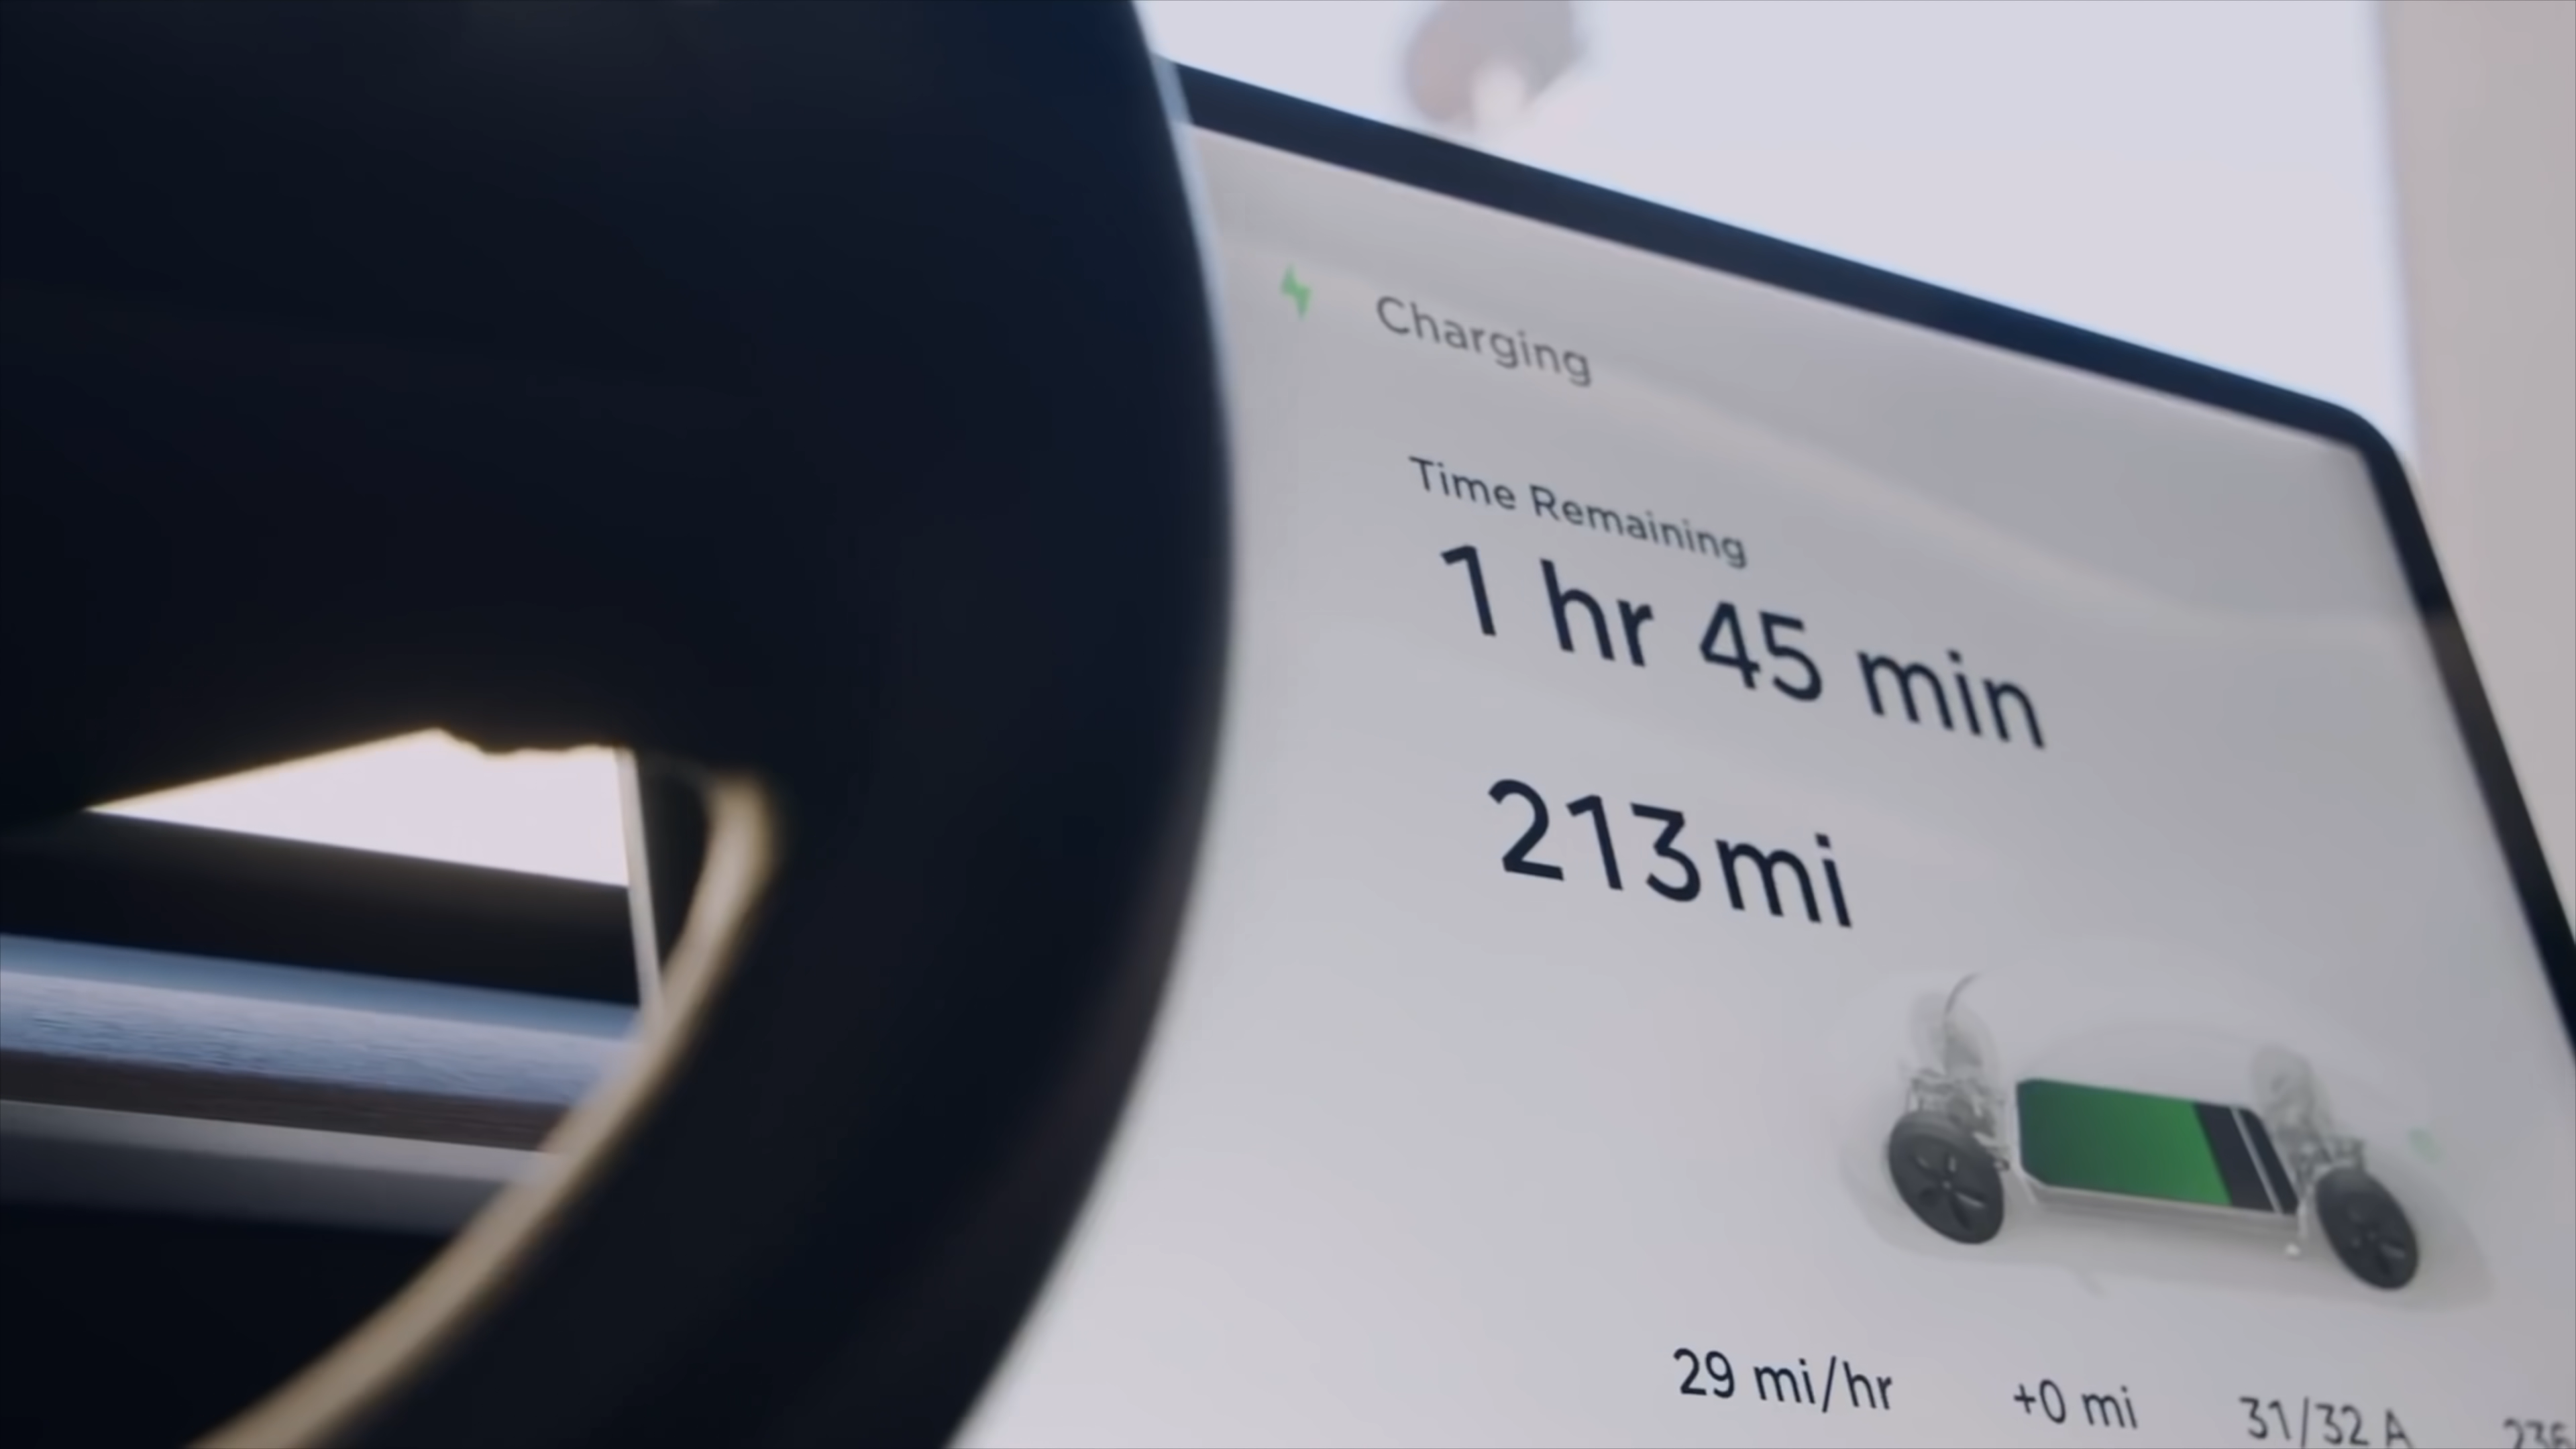 Charging
Time Remaining
1 hr 45 min
213 mi
29 mi/hr +0 mi 31/32 A